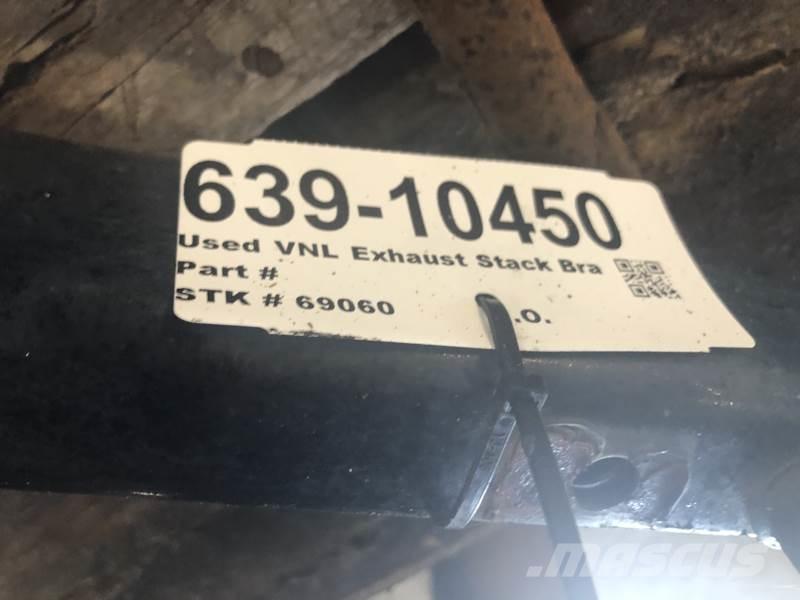 639-10450
Used VNL Exhaust Stack Bra
Part #
STK # 69060 .o.
mascus